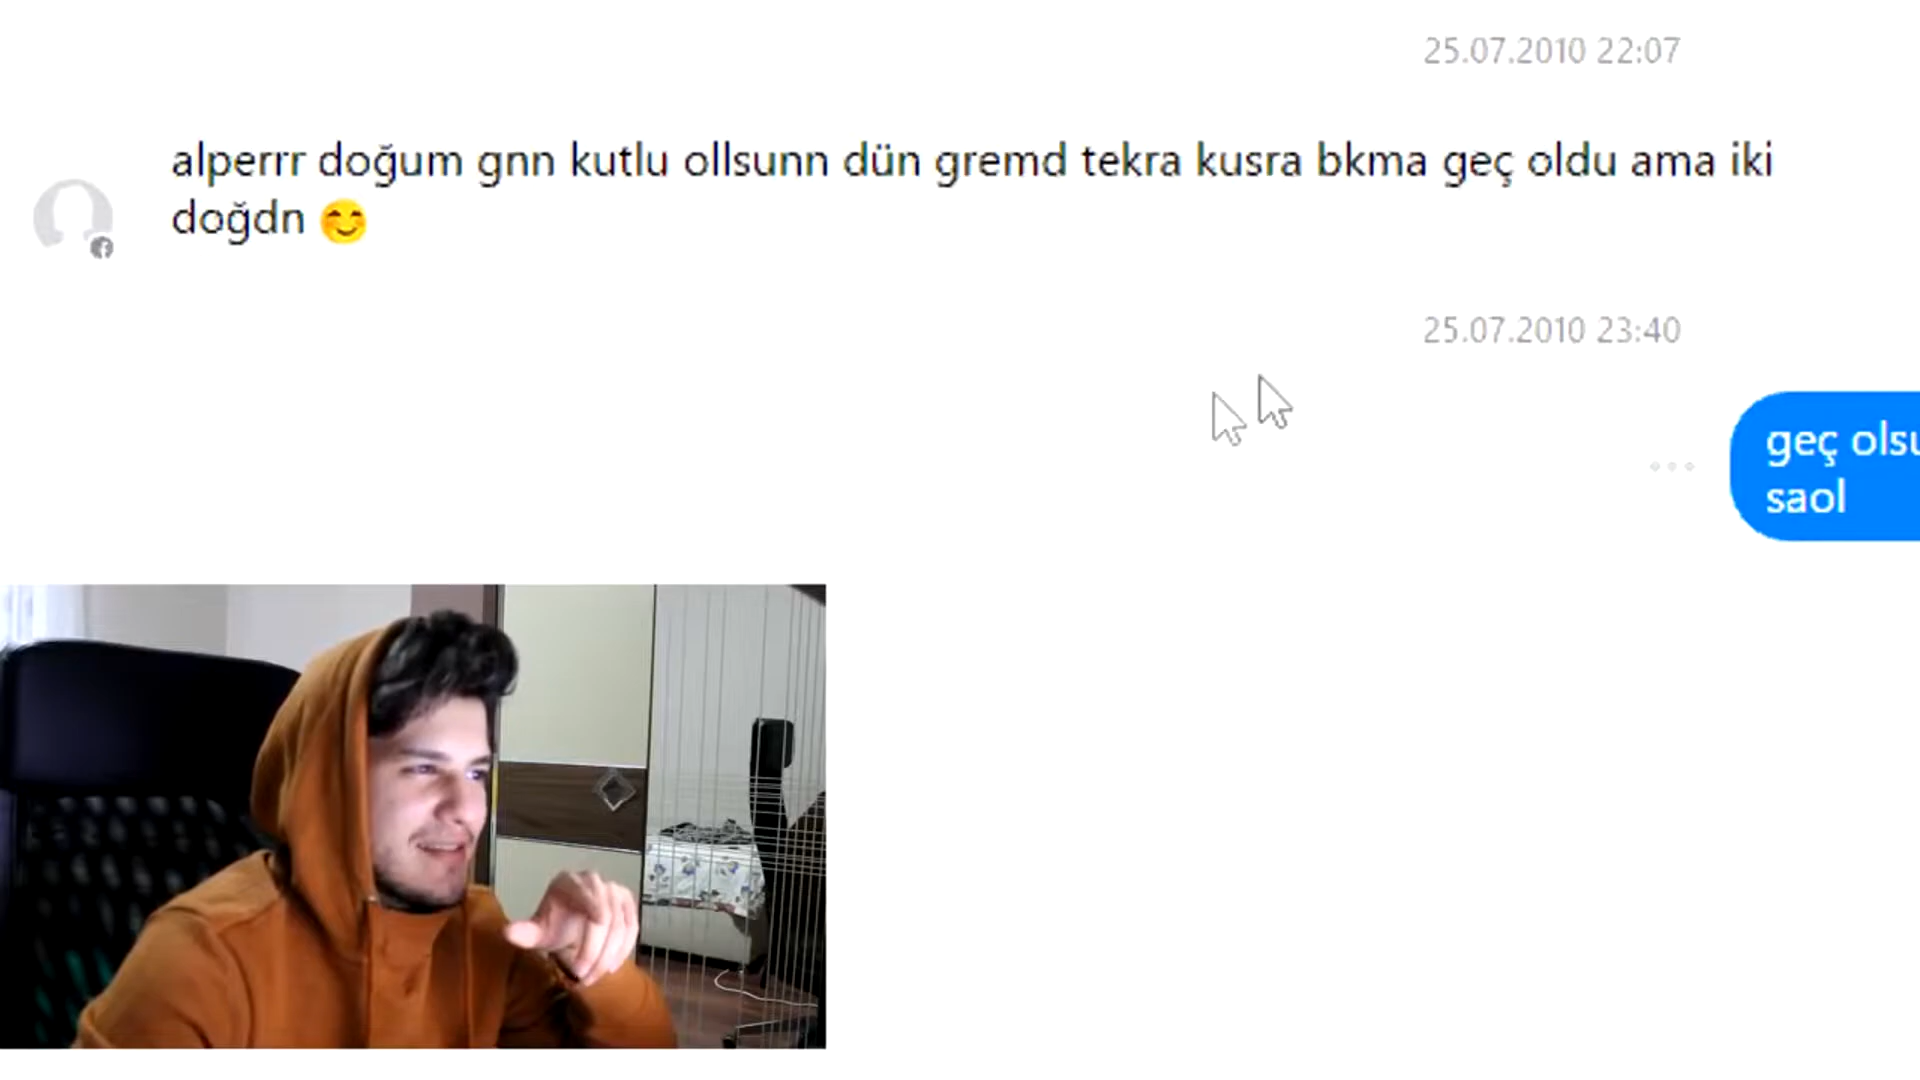 25.07.2010 22:07
alperrr doğum gnn kutlu ollsunn dün gremd tekra kusra bkma geç oldu ama iki
doğdn 😊
25.07.2010 23:40
geç
saol